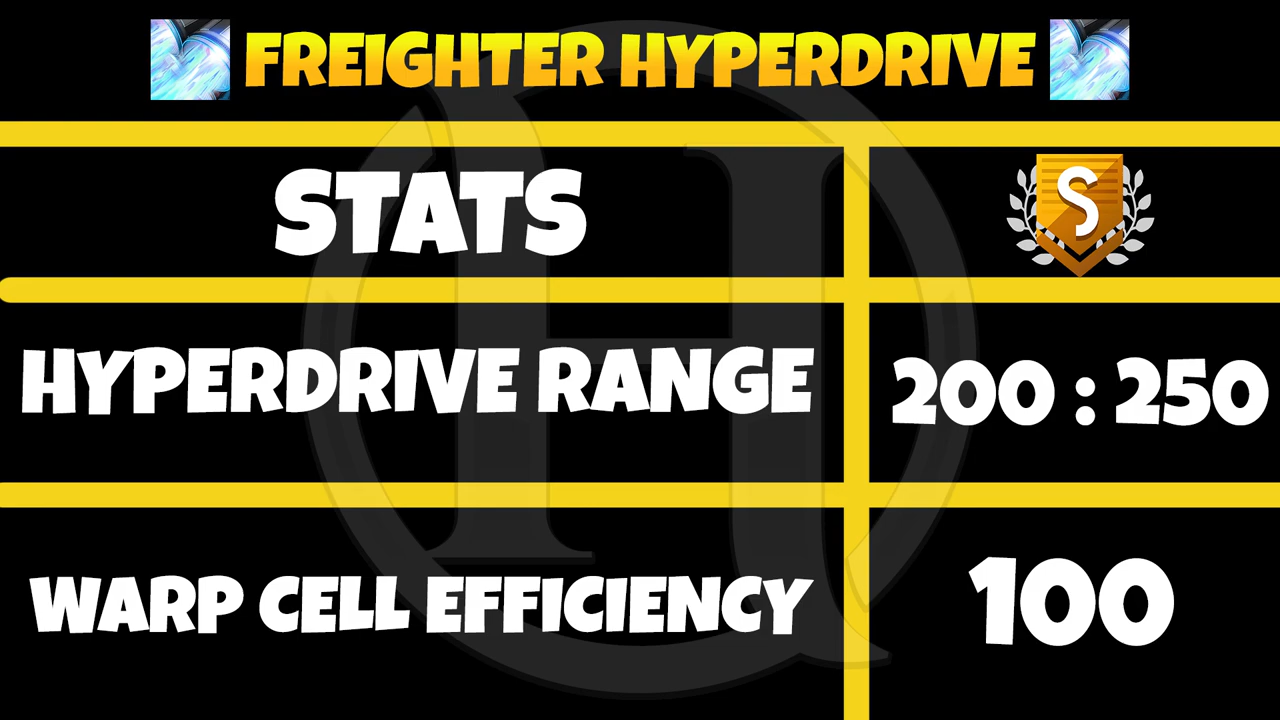 FREIGHTER HYPERDRIVE
STATS S
HYPERDRIVE RANGE 200 : 250
WARP CELL EFFICIENCY 100